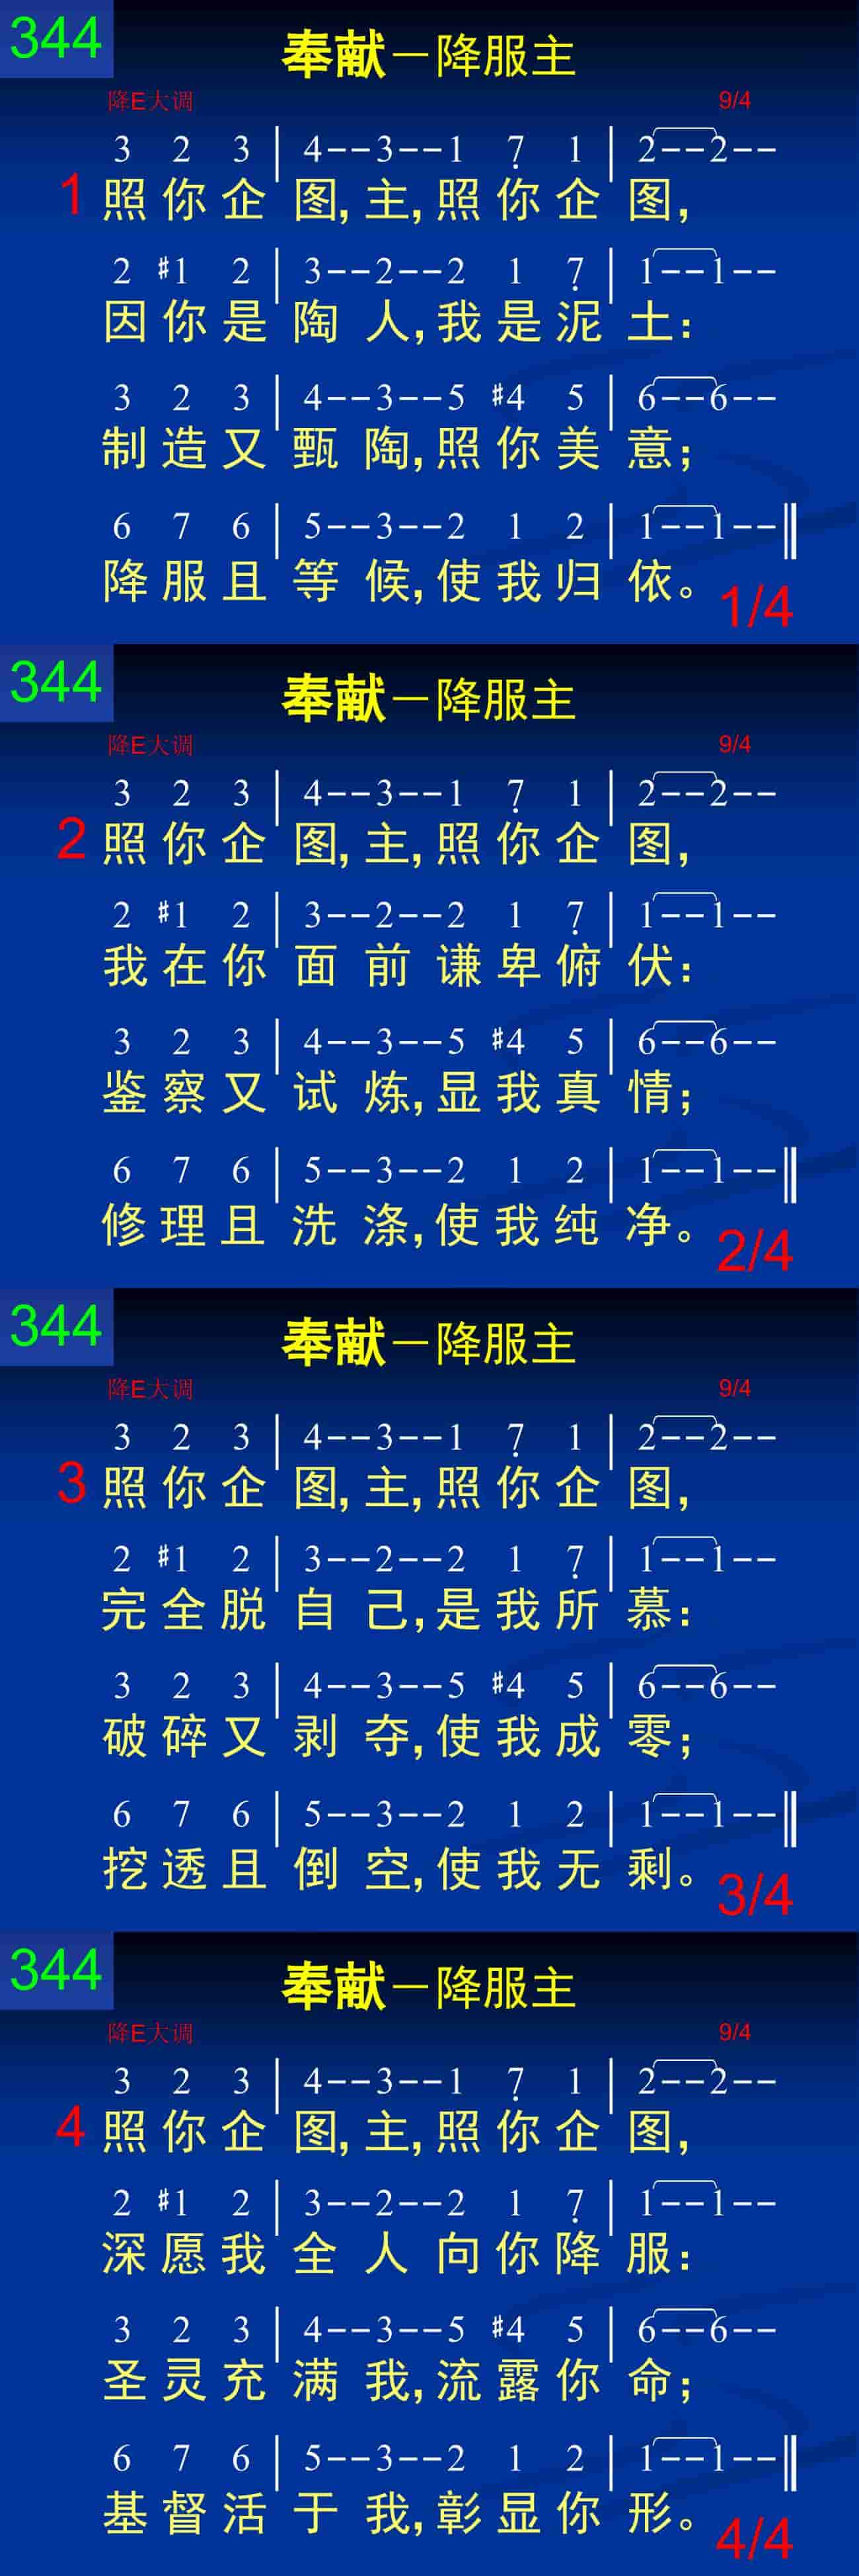 344
奉献－降服主
降E大调 9/4
3 2 3 | 4--3--1 7̣ 1 | 2--2--
1 照你企图,主,照你企图,
2 #1 2 | 3--2--2 1 7̣ | 1--1--
因你是陶人,我是泥土:
3 2 3 | 4--3--5 #4 5 | 6--6--
制造又甄陶,照你美意;
6 7 6 | 5--3--2 1 2 | 1--1--‖
降服且等候,使我归依。
1/4
344
奉献－降服主
降E大调 9/4
3 2 3 | 4--3--1 7̣ 1 | 2--2--
2 照你企图,主,照你企图,
2 #1 2 | 3--2--2 1 7̣ | 1--1--
我在你面前谦卑俯伏:
3 2 3 | 4--3--5 #4 5 | 6--6--
鉴察又试炼,显我真情;
6 7 6 | 5--3--2 1 2 | 1--1--‖
修理且洗涤,使我纯净。
2/4
344
奉献－降服主
降E大调 9/4
3 2 3 | 4--3--1 7̣ 1 | 2--2--
3 照你企图,主,照你企图,
2 #1 2 | 3--2--2 1 7̣ | 1--1--
完全脱自己,是我所慕:
3 2 3 | 4--3--5 #4 5 | 6--6--
破碎又剥夺,使我成零;
6 7 6 | 5--3--2 1 2 | 1--1--‖
挖透且倒空,使我无剩。
3/4
344
奉献－降服主
降E大调 9/4
3 2 3 | 4--3--1 7̣ 1 | 2--2--
4 照你企图,主,照你企图,
2 #1 2 | 3--2--2 1 7̣ | 1--1--
深愿我全人向你降服:
3 2 3 | 4--3--5 #4 5 | 6--6--
圣灵充满我,流露你命;
6 7 6 | 5--3--2 1 2 | 1--1--‖
基督活于我,彰显你形。
4/4